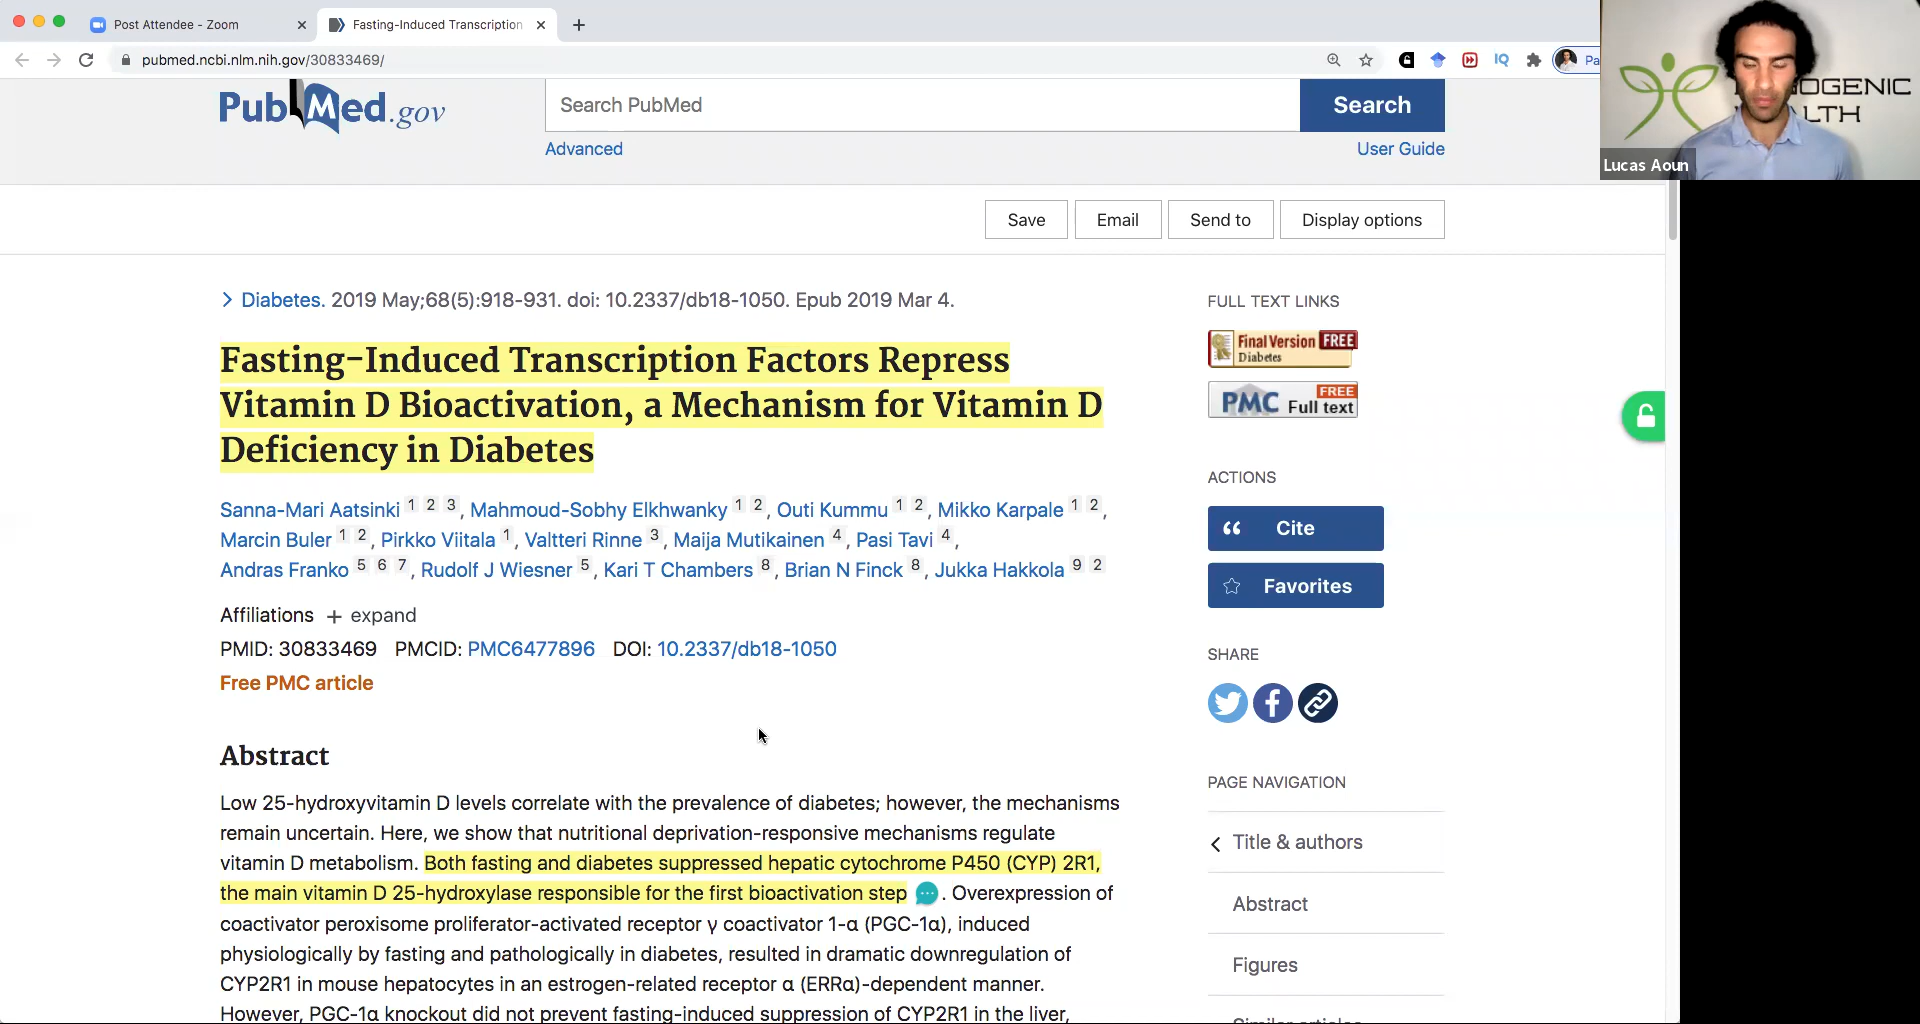 Post Attendee - Zoom
Fasting-Induced Transcription
pubmed.ncbi.nlm.nih.gov/30833469/
IQ
Pa
OGENIC
LTH
Lucas Aoun
PubMed.gov
Search PubMed
Search
Advanced
User Guide
Save
Email
Send to
Display options
Diabetes. 2019 May;68(5):918-931. doi: 10.2337/db18-1050. Epub 2019 Mar 4.
Fasting-Induced Transcription Factors Repress
Vitamin D Bioactivation, a Mechanism for Vitamin D
Deficiency in Diabetes
Sanna-Mari Aatsinki 1 2 3, Mahmoud-Sobhy Elkhwanky 1 2, Outi Kummu 1 2, Mikko Karpale 1 2,
Marcin Buler 1 2, Pirkko Viitala 1, Valtteri Rinne 3, Maija Mutikainen 4, Pasi Tavi 4,
Andras Franko 5 6 7, Rudolf J Wiesner 5, Kari T Chambers 8, Brian N Finck 8, Jukka Hakkola 9 2
Affiliations + expand
PMID: 30833469 PMCID: PMC6477896 DOI: 10.2337/db18-1050
Free PMC article
Abstract
Low 25-hydroxyvitamin D levels correlate with the prevalence of diabetes; however, the mechanisms
remain uncertain. Here, we show that nutritional deprivation-responsive mechanisms regulate
vitamin D metabolism. Both fasting and diabetes suppressed hepatic cytochrome P450 (CYP) 2R1,
the main vitamin D 25-hydroxylase responsible for the first bioactivation step . Overexpression of
coactivator peroxisome proliferator-activated receptor γ coactivator 1-α (PGC-1α), induced
physiologically by fasting and pathologically in diabetes, resulted in dramatic downregulation of
CYP2R1 in mouse hepatocytes in an estrogen-related receptor α (ERRα)-dependent manner.
However, PGC-1α knockout did not prevent fasting-induced suppression of CYP2R1 in the liver,
FULL TEXT LINKS
Final Version FREE
Diabetes
FREE
PMC Full text
ACTIONS
Cite
Favorites
SHARE
PAGE NAVIGATION
Title & authors
Abstract
Figures
Similar articles